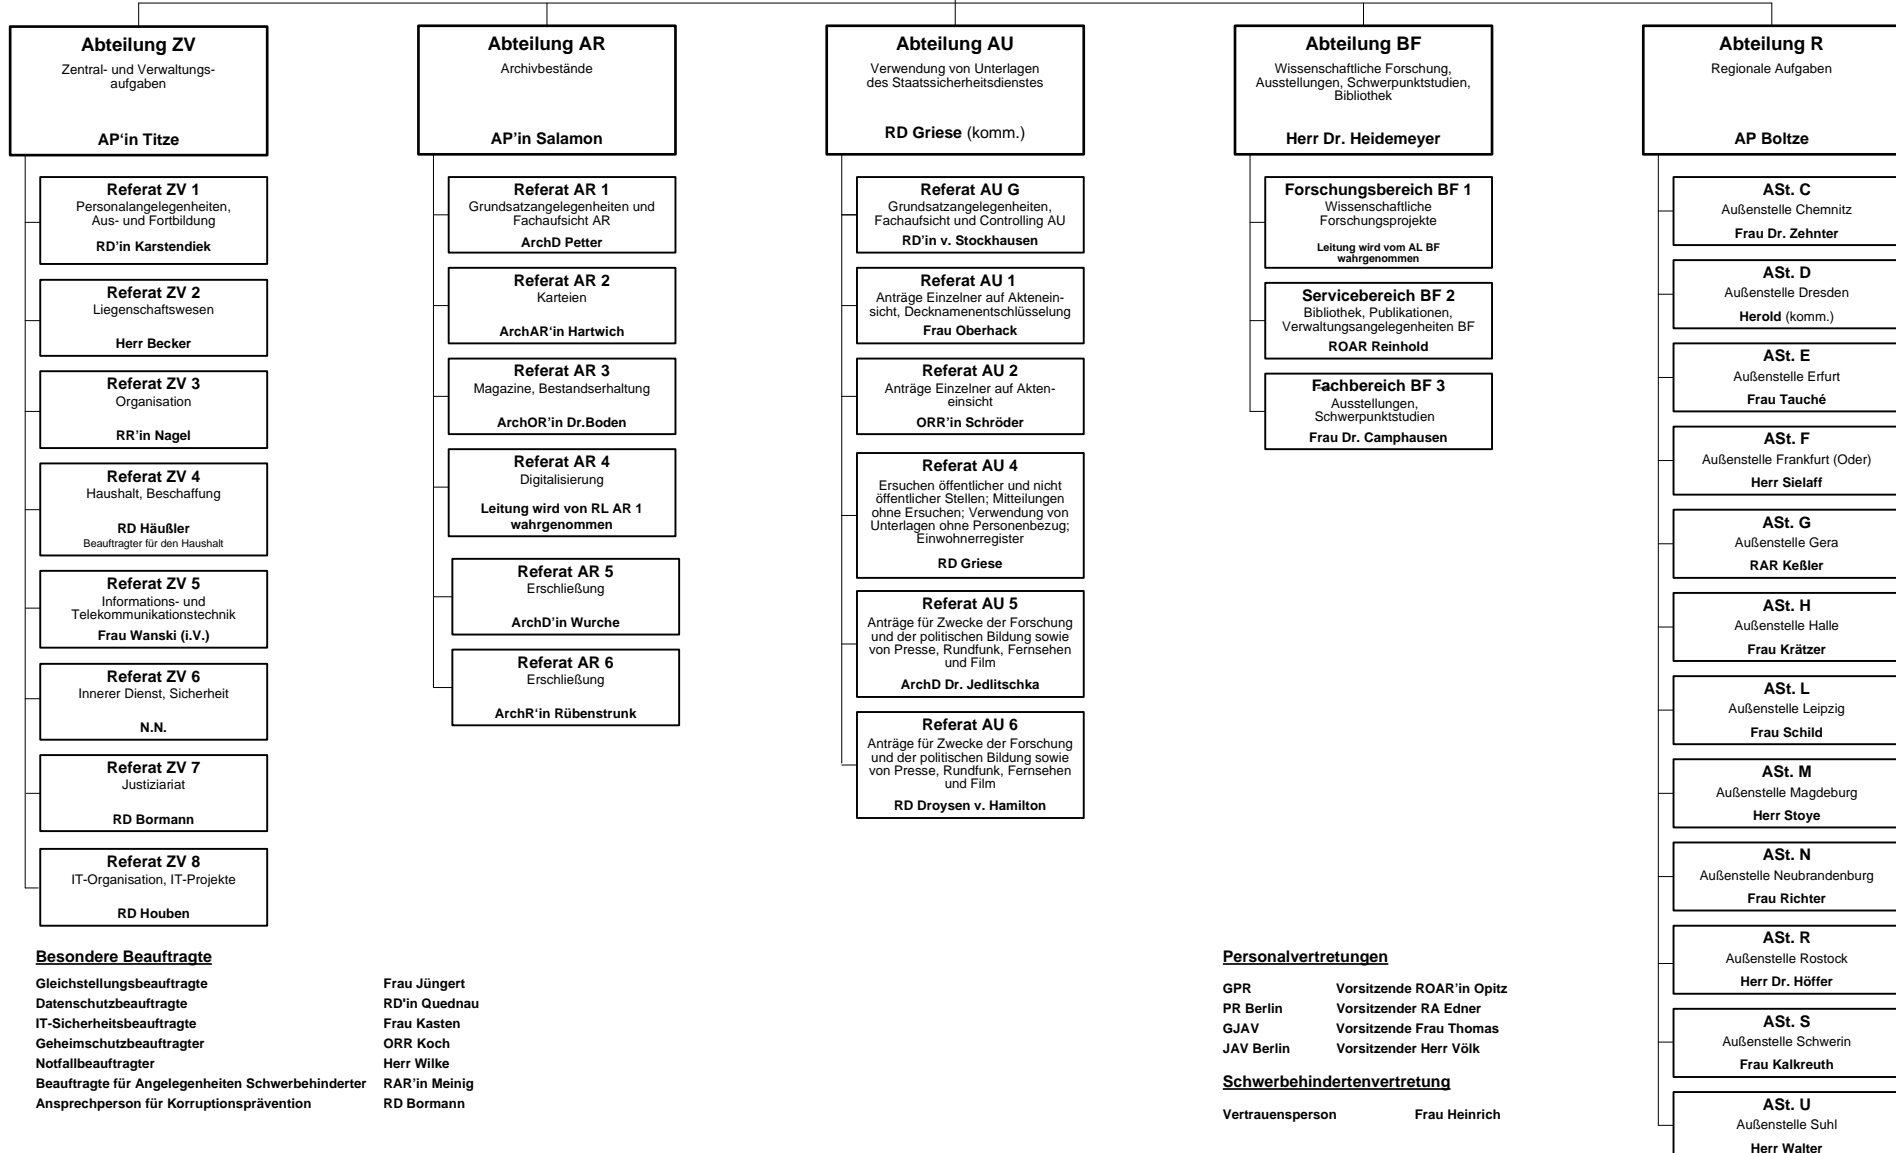 Abteilung ZV
Zentral- und Verwaltungs-
aufgaben
AP‘in Titze
Referat ZV 1
Personalangelegenheiten,
Aus- und Fortbildung
RD’in Karstendiek
Referat ZV 2
Liegenschaftswesen
Herr Becker
Referat ZV 3
Organisation
RR’in Nagel
Referat ZV 4
Haushalt, Beschaffung
RD Häußler
Beauftragter für den Haushalt
Referat ZV 5
Informations- und
Telekommunikationstechnik
Frau Wanski (i.V.)
Referat ZV 6
Innerer Dienst, Sicherheit
N.N.
Referat ZV 7
Justiziariat
RD Bormann
Referat ZV 8
IT-Organisation, IT-Projekte
RD Houben
Abteilung AR
Archivbestände
AP’in Salamon
Referat AR 1
Grundsatzangelegenheiten und
Fachaufsicht AR
ArchD Petter
Referat AR 2
Karteien
ArchAR‘in Hartwich
Referat AR 3
Magazine, Bestandserhaltung
ArchOR’in Dr.Boden
Referat AR 4
Digitalisierung
Leitung wird von RL AR 1
wahrgenommen
Referat AR 5
Erschließung
ArchD’in Wurche
Referat AR 6
Erschließung
ArchR‘in Rübenstrunk
Abteilung AU
Verwendung von Unterlagen
des Staatssicherheitsdienstes
RD Griese (komm.)
Referat AU G
Grundsatzangelegenheiten,
Fachaufsicht und Controlling AU
RD’in v. Stockhausen
Referat AU 1
Anträge Einzelner auf Aktenein-
sicht, Decknamenentschlüsselung
Frau Oberhack
Referat AU 2
Anträge Einzelner auf Akten-
einsicht
ORR’in Schröder
Referat AU 4
Ersuchen öffentlicher und nicht
öffentlicher Stellen; Mitteilungen
ohne Ersuchen; Verwendung von
Unterlagen ohne Personenbezug;
Einwohnerregister
RD Griese
Referat AU 5
Anträge für Zwecke der Forschung
und der politischen Bildung sowie
von Presse, Rundfunk, Fernsehen
und Film
ArchD Dr. Jedlitschka
Referat AU 6
Anträge für Zwecke der Forschung
und der politischen Bildung sowie
von Presse, Rundfunk, Fernsehen
und Film
RD Droysen v. Hamilton
Abteilung BF
Wissenschaftliche Forschung,
Ausstellungen, Schwerpunktstudien,
Bibliothek
Herr Dr. Heidemeyer
Forschungsbereich BF 1
Wissenschaftliche
Forschungsprojekte
Leitung wird vom AL BF
wahrgenommen
Servicebereich BF 2
Bibliothek, Publikationen,
Verwaltungsangelegenheiten BF
ROAR Reinhold
Fachbereich BF 3
Ausstellungen,
Schwerpunktstudien
Frau Dr. Camphausen
Abteilung R
Regionale Aufgaben
AP Boltze
ASt. C
Außenstelle Chemnitz
Frau Dr. Zehnter
ASt. D
Außenstelle Dresden
Herold (komm.)
ASt. E
Außenstelle Erfurt
Frau Tauché
ASt. F
Außenstelle Frankfurt (Oder)
Herr Sielaff
ASt. G
Außenstelle Gera
RAR Keßler
ASt. H
Außenstelle Halle
Frau Krätzer
ASt. L
Außenstelle Leipzig
Frau Schild
ASt. M
Außenstelle Magdeburg
Herr Stoye
ASt. N
Außenstelle Neubrandenburg
Frau Richter
ASt. R
Außenstelle Rostock
Herr Dr. Höffer
ASt. S
Außenstelle Schwerin
Frau Kalkreuth
ASt. U
Außenstelle Suhl
Herr Walter
Besondere Beauftragte
Gleichstellungsbeauftragte Frau Jüngert
Datenschutzbeauftragte RD'in Quednau
IT-Sicherheitsbeauftragte Frau Kasten
Geheimschutzbeauftragter ORR Koch
Notfallbeauftragter Herr Wilke
Beauftragte für Angelegenheiten Schwerbehinderter RAR’in Meinig
Ansprechperson für Korruptionsprävention RD Bormann
Personalvertretungen
GPR Vorsitzende ROAR’in Opitz
PR Berlin Vorsitzender RA Edner
GJAV Vorsitzende Frau Thomas
JAV Berlin Vorsitzender Herr Völk
Schwerbehindertenvertretung
Vertrauensperson Frau Heinrich